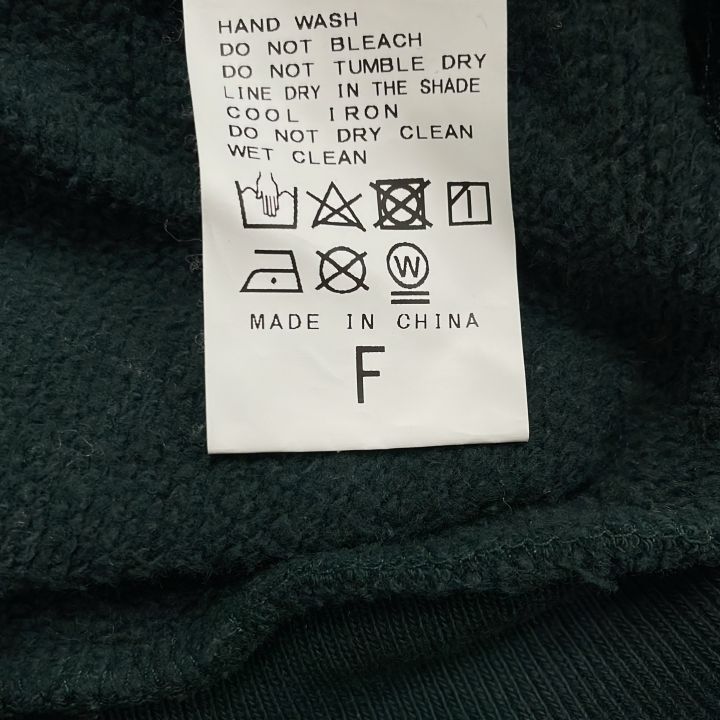 HAND WASH
DO NOT BLEACH
DO NOT TUMBLE DRY
LINE DRY IN THE SHADE
COOL IRON
DO NOT DRY CLEAN
WET CLEAN
W
MADE IN CHINA
F